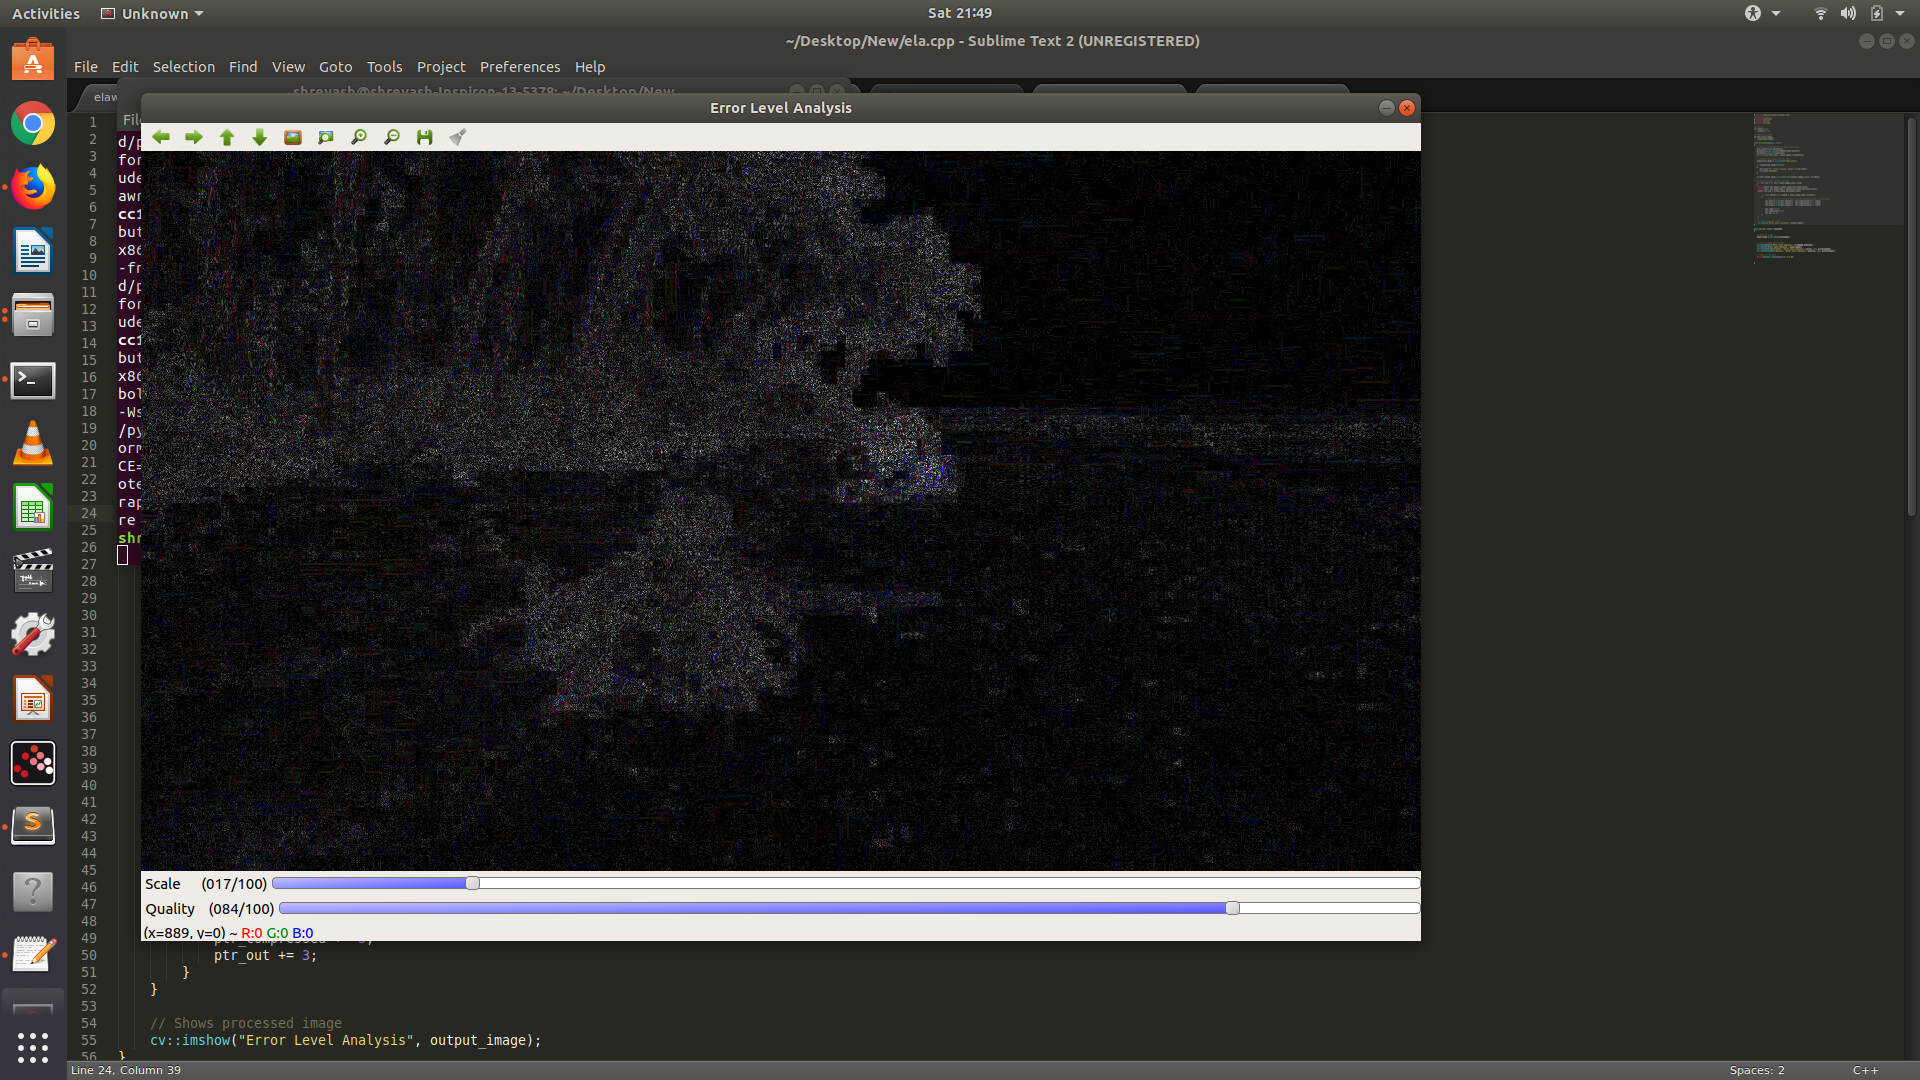 Activities Unknown Sat 21:49
~/Desktop/New/ela.cpp - Sublime Text 2 (UNREGISTERED)
File Edit Selection Find View Goto Tools Project Preferences Help
elaw
shreyash@shreyash-Inspiron-13-5378: ~/Desktop/New
Error Level Analysis
1
2 d/p
3 for
4 ude
5 awn
6 cc1
7 but
8 x86
9 -fn
10 d/p
11 for
12 ude
13 cc1
14 but
15 x86
16 bol
17 -Ws
18 /py
19 orm
20 CE=
21 ote
22 rap
23 re
24 shr
25
26
27
28
29
30
31
32
33
34
35
36
37
38
39
40
41
42
43
44
45
46
47
48
49
50 ptr_out += 3;
51 }
52 }
53
54 // Shows processed image
55 cv::imshow("Error Level Analysis", output_image);
56 }
Scale (017/100)
Quality (084/100)
(x=889, y=0) ~ R:0 G:0 B:0
Line 24, Column 39 Spaces: 2 C++